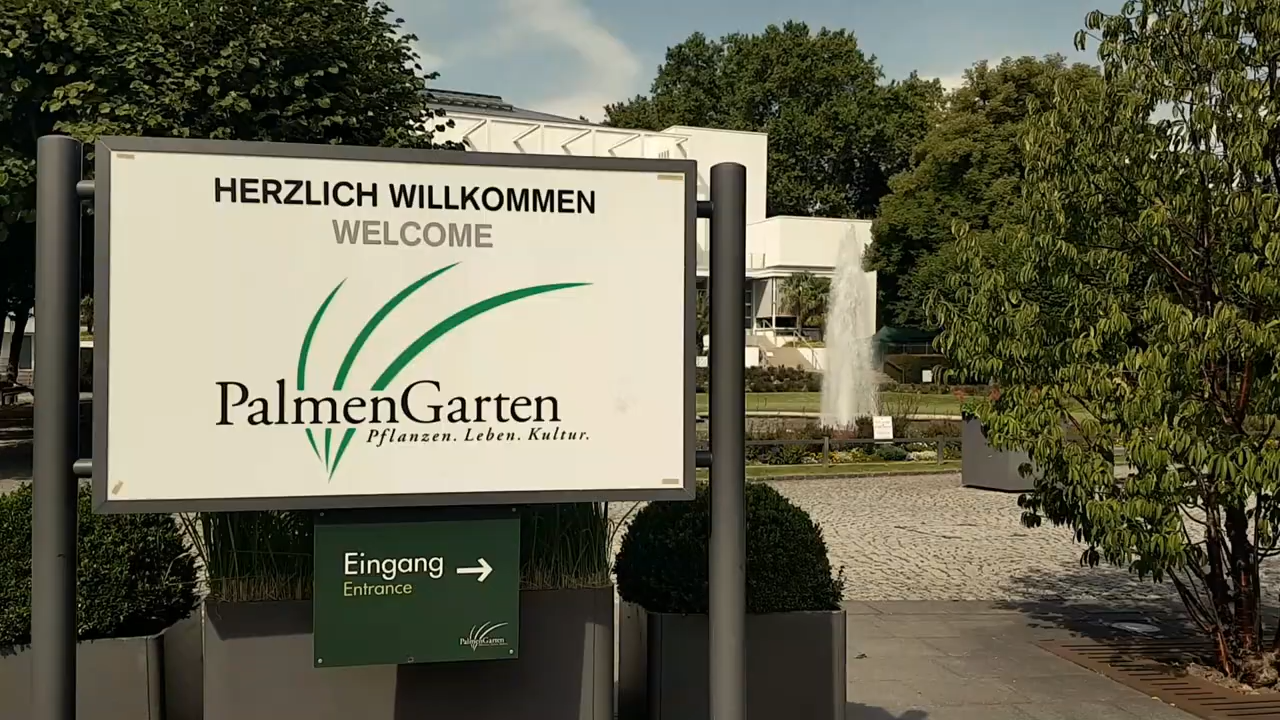 HERZLICH WILLKOMMEN
WELCOME
PalmenGarten
Pflanzen. Leben. Kultur.
Eingang →
Entrance
PalmenGarten